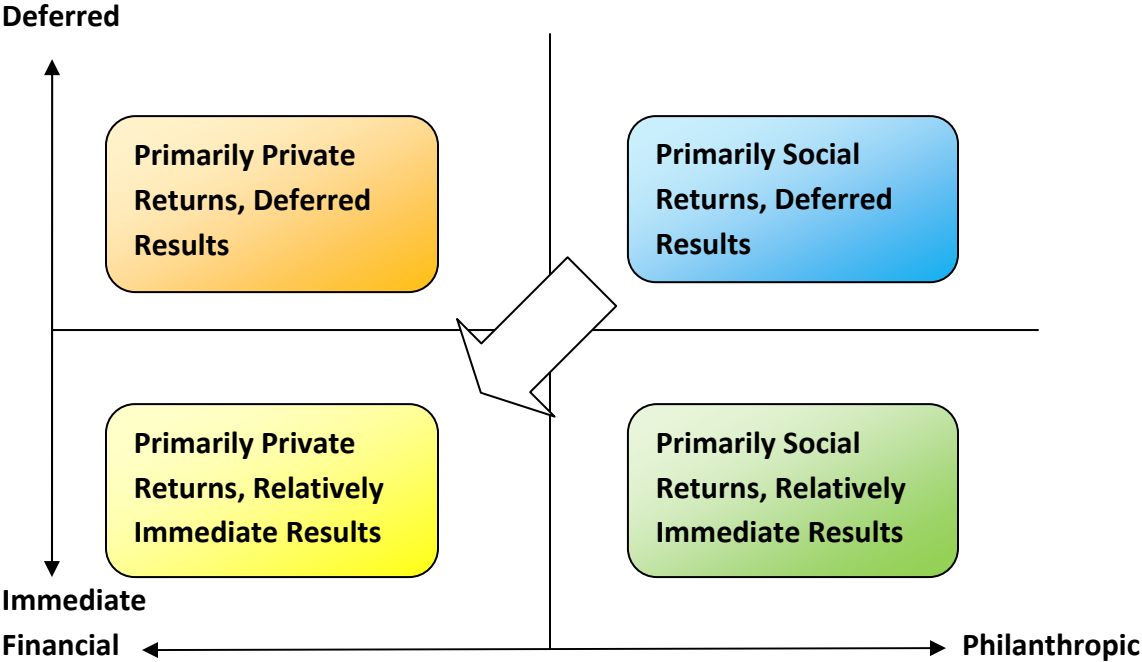 Deferred
Primarily Private
Returns, Deferred
Results
Primarily Social
Returns, Deferred
Results
Primarily Private
Returns, Relatively
Immediate Results
Primarily Social
Returns, Relatively
Immediate Results
Immediate
Financial
Philanthropic